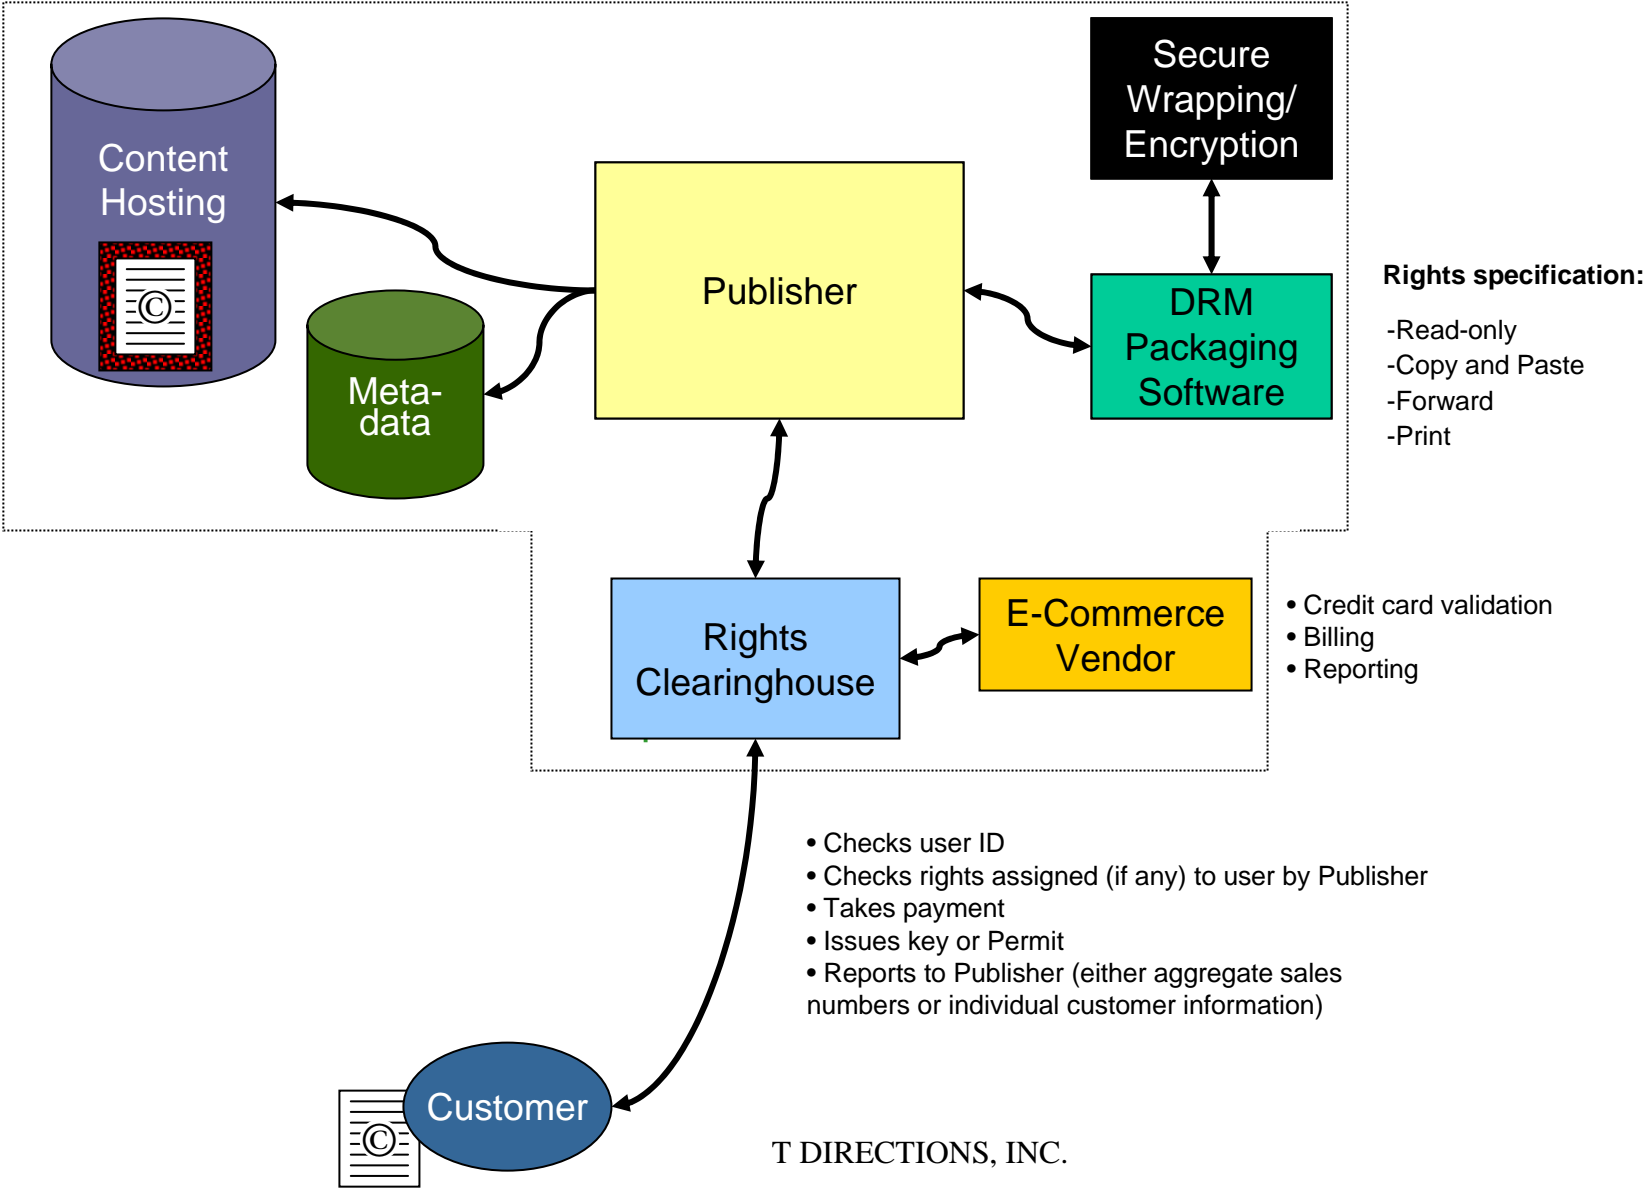 Secure
Wrapping/
Encryption
Content
Hosting
©
Publisher
DRM
Packaging
Software
Rights specification:
-Read-only
-Copy and Paste
-Forward
-Print
Meta-
data
Rights
Clearinghouse
E-Commerce
Vendor
• Credit card validation
• Billing
• Reporting
• Checks user ID
• Checks rights assigned (if any) to user by Publisher
• Takes payment
• Issues key or Permit
• Reports to Publisher (either aggregate sales
numbers or individual customer information)
Customer
©
T DIRECTIONS, INC.